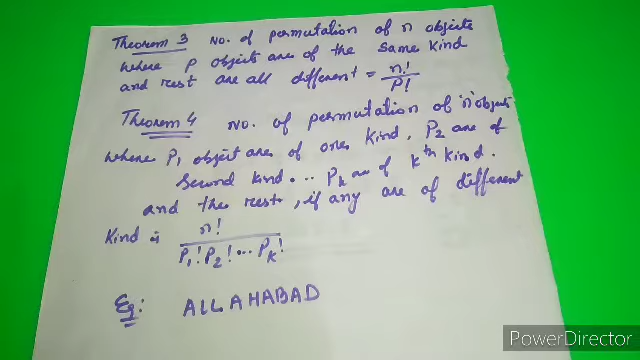 Theorem 3 No. of permutation of n objects
where p objects are of the same kind
and rest are all different = n!/P!
Theorem 4 No. of permutation of 'n' objects
where P1 object are of ones kind, P2 are of
Second kind ... Pk are of kth kind.
and the rest, if any are of different
kind is n!/P1! P2! ... Pk!
Eg: ALLAHABAD
PowerDirector